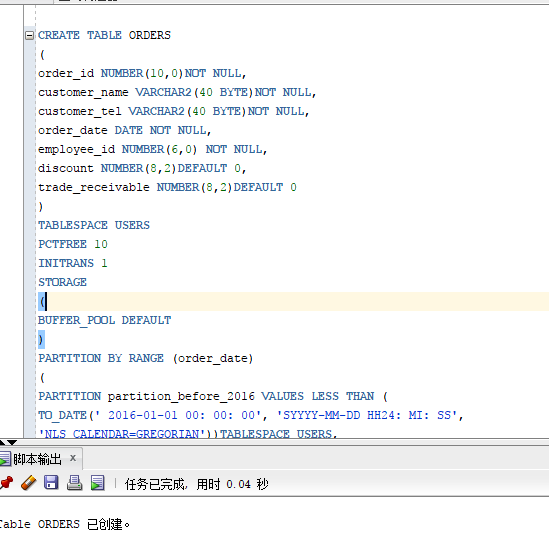 CREATE TABLE ORDERS
(
order_id NUMBER(10,0)NOT NULL,
customer_name VARCHAR2(40 BYTE)NOT NULL,
customer_tel VARCHAR2(40 BYTE)NOT NULL,
order_date DATE NOT NULL,
employee_id NUMBER(6,0) NOT NULL,
discount NUMBER(8,2)DEFAULT 0,
trade_receivable NUMBER(8,2)DEFAULT 0
)
TABLESPACE USERS
PCTFREE 10
INITRANS 1
STORAGE
(
BUFFER_POOL DEFAULT
)
PARTITION BY RANGE (order_date)
(
PARTITION partition_before_2016 VALUES LESS THAN (
TO_DATE(' 2016-01-01 00: 00: 00', 'SYYYY-MM-DD HH24: MI: SS',
'NLS_CALENDAR=GREGORIAN'))TABLESPACE USERS,
脚本输出 x
任务已完成, 用时 0.04 秒
Table ORDERS 已创建。